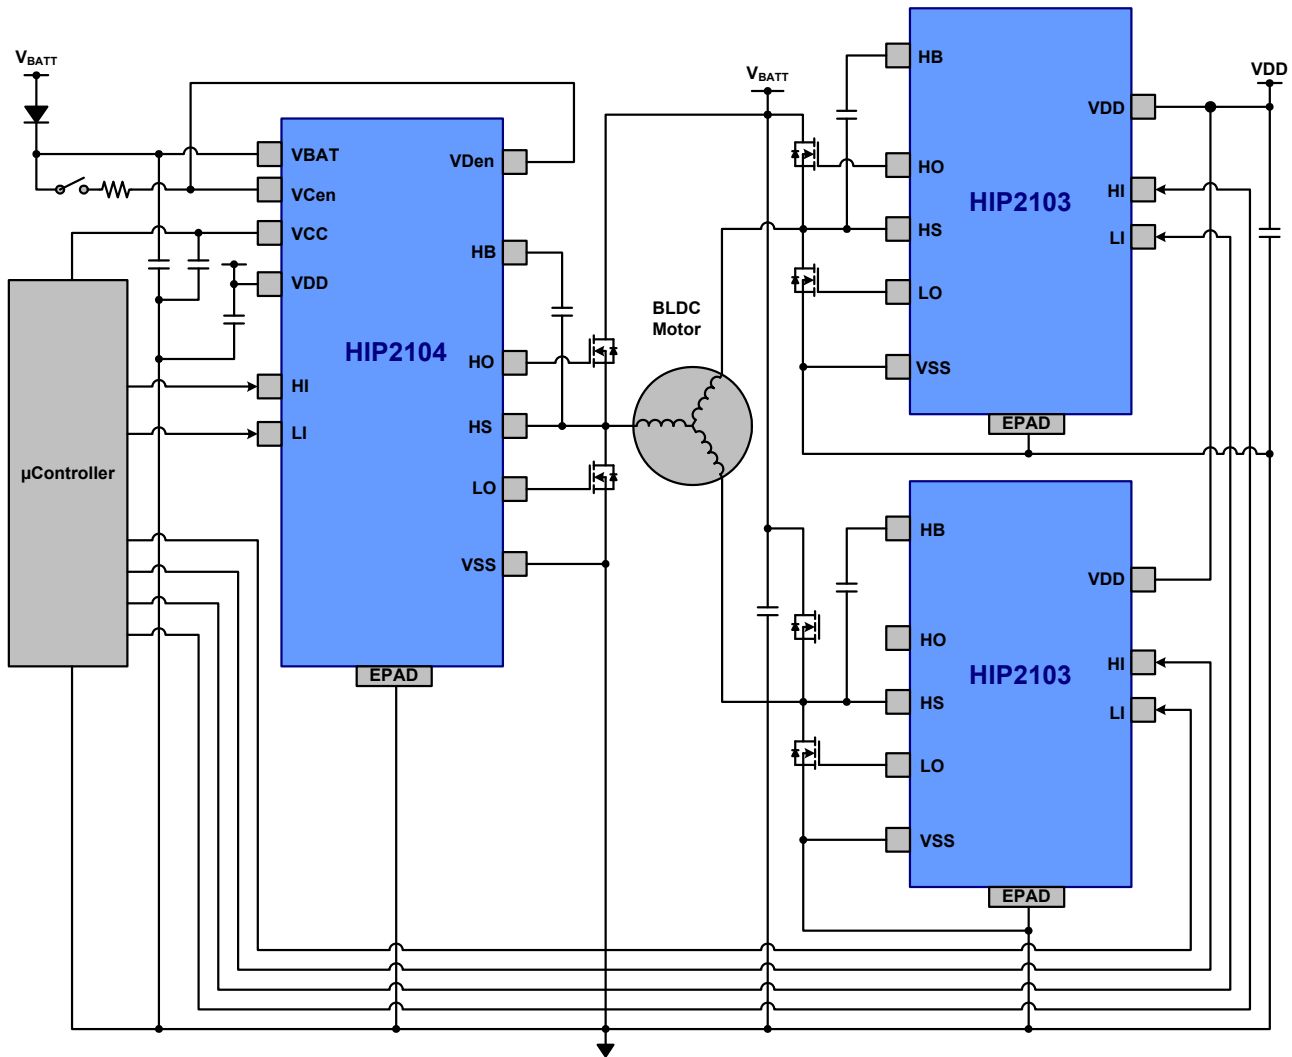 V_BATT
VBAT
VCen
VCC
VDD
HI
LI
VDen
HB
HO
HS
LO
VSS
HIP2104
EPAD
µController
BLDC
Motor
V_BATT
HB
HO
HS
LO
VSS
HIP2103
VDD
HI
LI
EPAD
VDD
HB
HO
HS
LO
VSS
HIP2103
VDD
HI
LI
EPAD